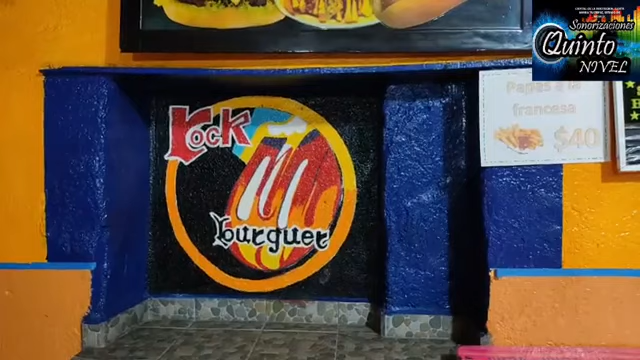 Sonorizaciones
Quinto
NIVEL
Papas a la
francesa
$40
Rock
burguer